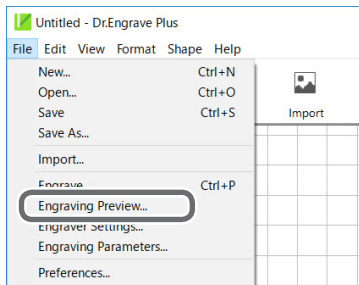 Untitled - Dr.Engrave Plus
File Edit View Format Shape Help
New... Ctrl+N
Open... Ctrl+O
Save Ctrl+S
Save As...
Import...
Engrave... Ctrl+P
Engraving Preview...
Engraver Settings...
Engraving Parameters...
Preferences...
Import